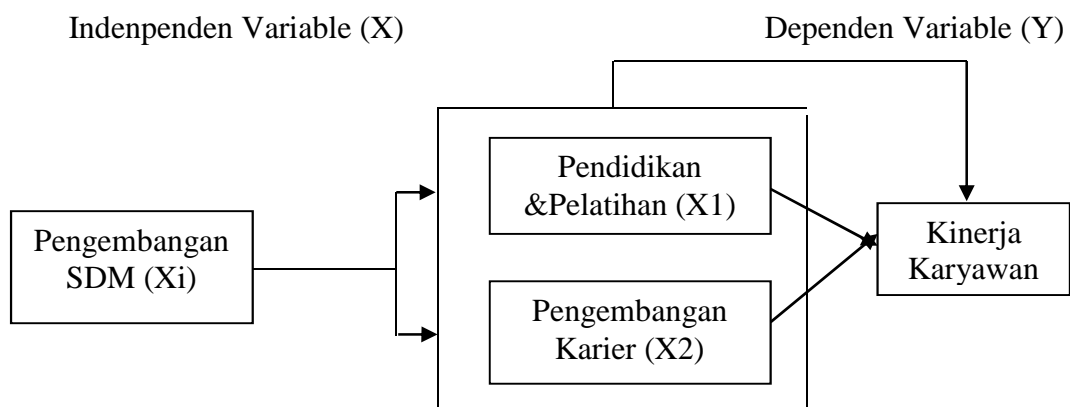 Indenpenden Variable (X)
Dependen Variable (Y)
Pengembangan
SDM (Xi)
Pendidikan
&Pelatihan (X1)
Pengembangan
Karier (X2)
Kinerja
Karyawan